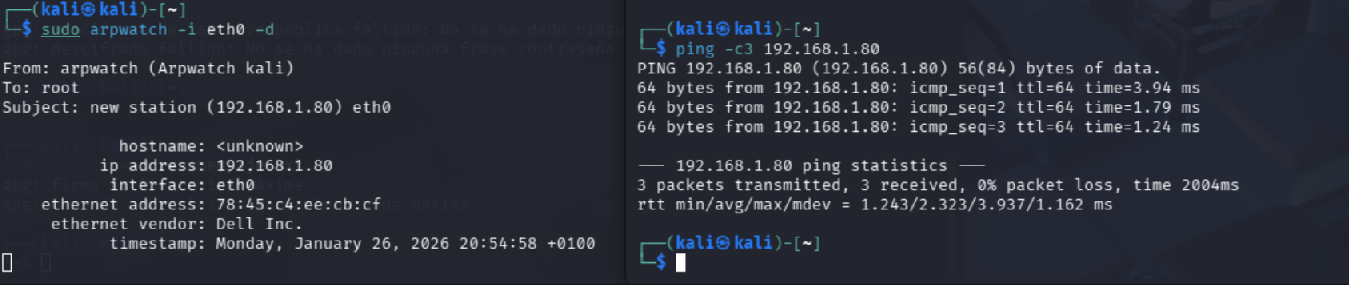 ┌──(kali㉿kali)-[~]
└─$ sudo arpwatch -i eth0 -d
From: arpwatch (Arpwatch kali)
To: root
Subject: new station (192.168.1.80) eth0
hostname: <unknown>
ip address: 192.168.1.80
interface: eth0
ethernet address: 78:45:c4:ee:cb:cf
ethernet vendor: Dell Inc.
timestamp: Monday, January 26, 2026 20:54:58 +0100
┌──(kali㉿kali)-[~]
└─$ ping -c3 192.168.1.80
PING 192.168.1.80 (192.168.1.80) 56(84) bytes of data.
64 bytes from 192.168.1.80: icmp_seq=1 ttl=64 time=3.94 ms
64 bytes from 192.168.1.80: icmp_seq=2 ttl=64 time=1.79 ms
64 bytes from 192.168.1.80: icmp_seq=3 ttl=64 time=1.24 ms
--- 192.168.1.80 ping statistics ---
3 packets transmitted, 3 received, 0% packet loss, time 2004ms
rtt min/avg/max/mdev = 1.243/2.323/3.937/1.162 ms
┌──(kali㉿kali)-[~]
└─$